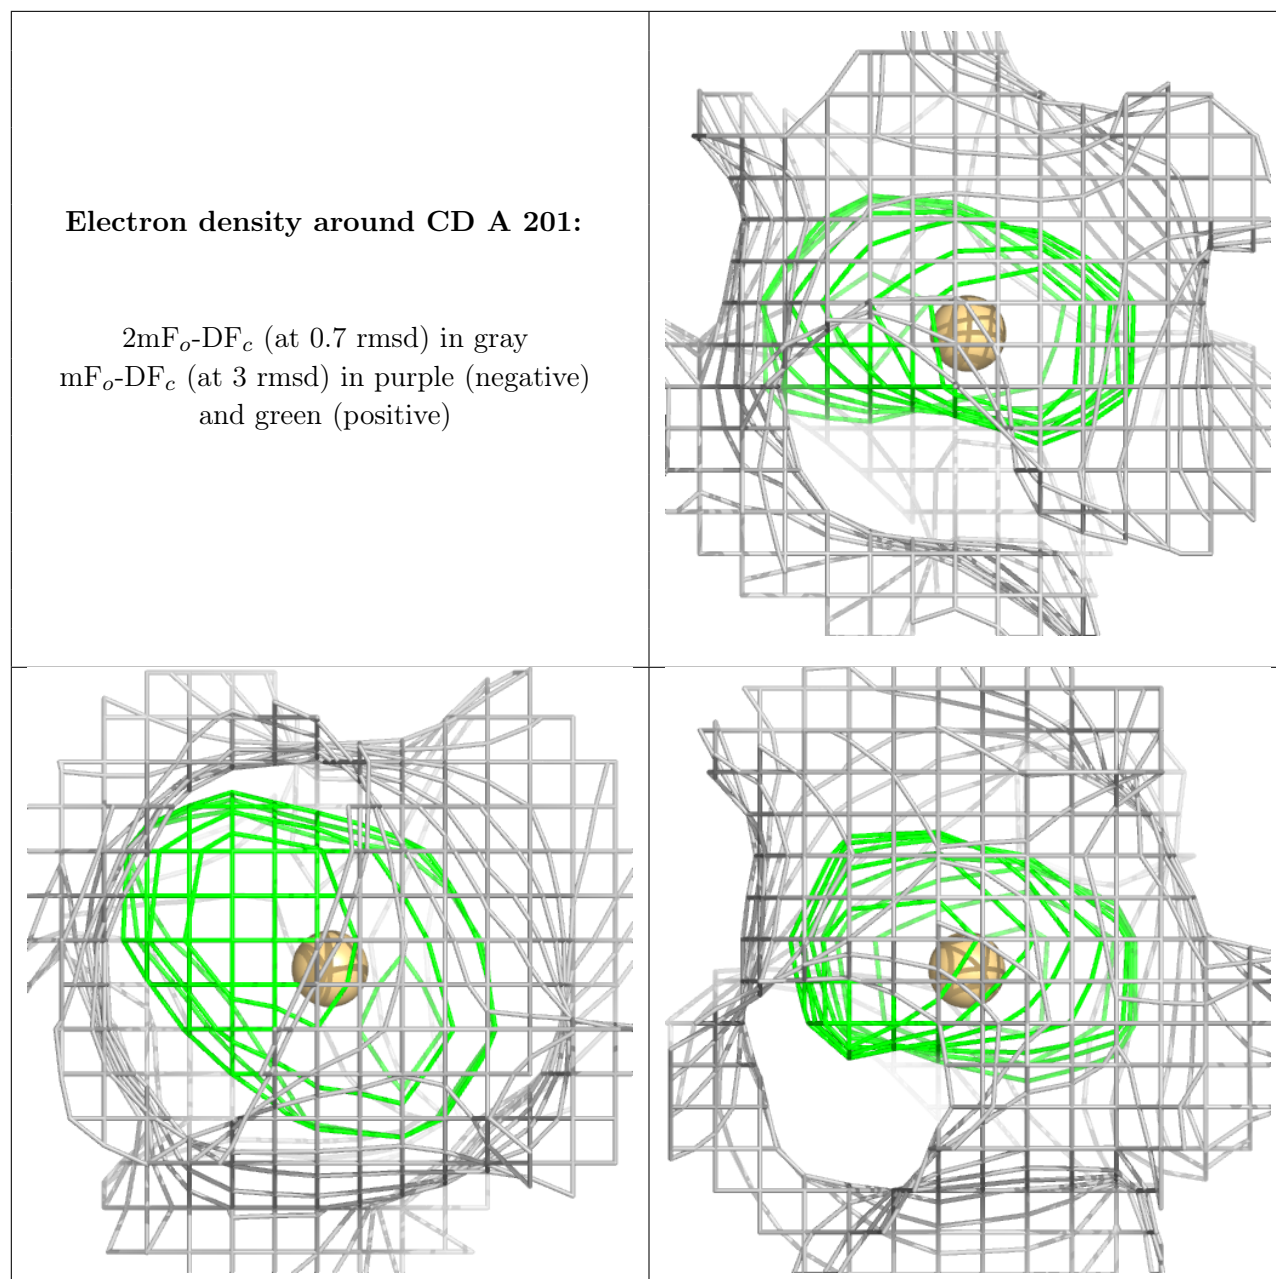 Electron density around CD A 201:
2mFo-DFc (at 0.7 rmsd) in gray
mFo-DFc (at 3 rmsd) in purple (negative)
and green (positive)